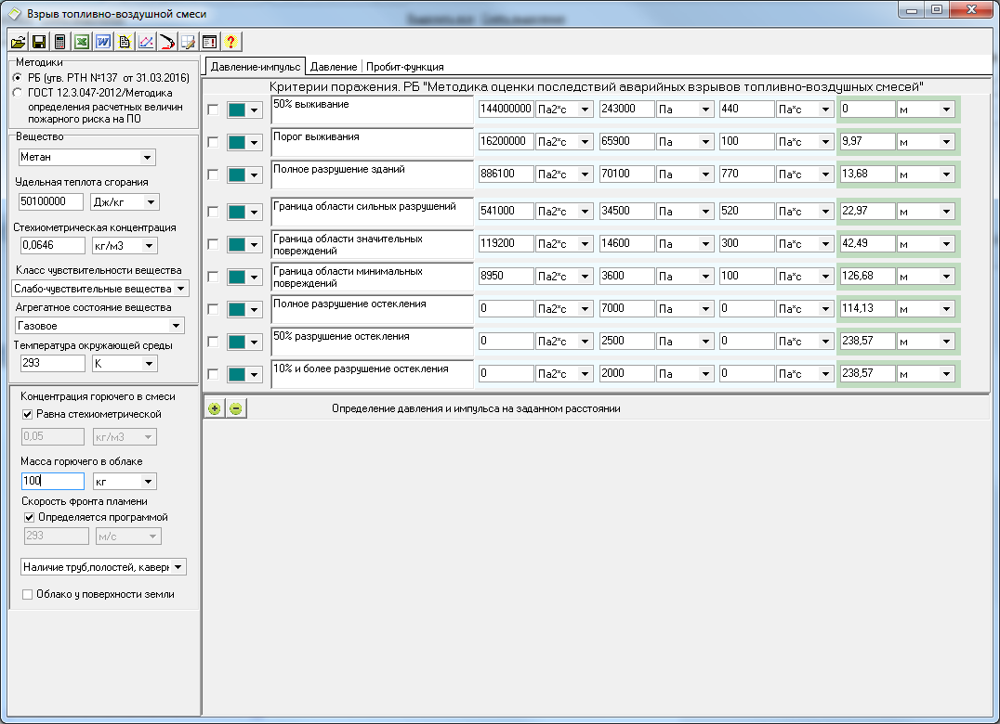 Взрыв топливно-воздушной смеси
Методики
РБ (утв. РТН №137 от 31.03.2016)
ГОСТ 12.3.047-2012/Методика
определения расчетных величин
пожарного риска на ПО
Вещество
Метан
Удельная теплота сгорания
50100000 Дж/кг
Стехиометрическая концентрация
0,0646 кг/м3
Класс чувствительности вещества
Слабо-чувствительные вещества
Агрегатное состояние вещества
Газовое
Температура окружающей среды
293 К
Концентрация горючего в смеси
Равна стехиометрической
0,05 кг/м3
Масса горючего в облаке
100 кг
Скорость фронта пламени
Определяется программой
293 м/с
Наличие труб,полостей, каверн
Облако у поверхности земли
Давление-импульс Давление Пробит-функция
Критерии поражения. РБ "Методика оценки последствий аварийных взрывов топливно-воздушных смесей"
50% выживание 144000000 Па2*с 243000 Па 440 Па*с 0 м
Порог выживания 16200000 Па2*с 65900 Па 100 Па*с 9,97 м
Полное разрушение зданий 886100 Па2*с 70100 Па 770 Па*с 13,68 м
Граница области сильных разрушений 541000 Па2*с 34500 Па 520 Па*с 22,97 м
Граница области значительных
повреждений 119200 Па2*с 14600 Па 300 Па*с 42,49 м
Граница области минимальных
повреждений 8950 Па2*с 3600 Па 100 Па*с 126,68 м
Полное разрушение остекления 0 Па2*с 7000 Па 0 Па*с 114,13 м
50% разрушение остекления 0 Па2*с 2500 Па 0 Па*с 238,57 м
10% и более разрушение остекления 0 Па2*с 2000 Па 0 Па*с 238,57 м
Определение давления и импульса на заданном расстоянии